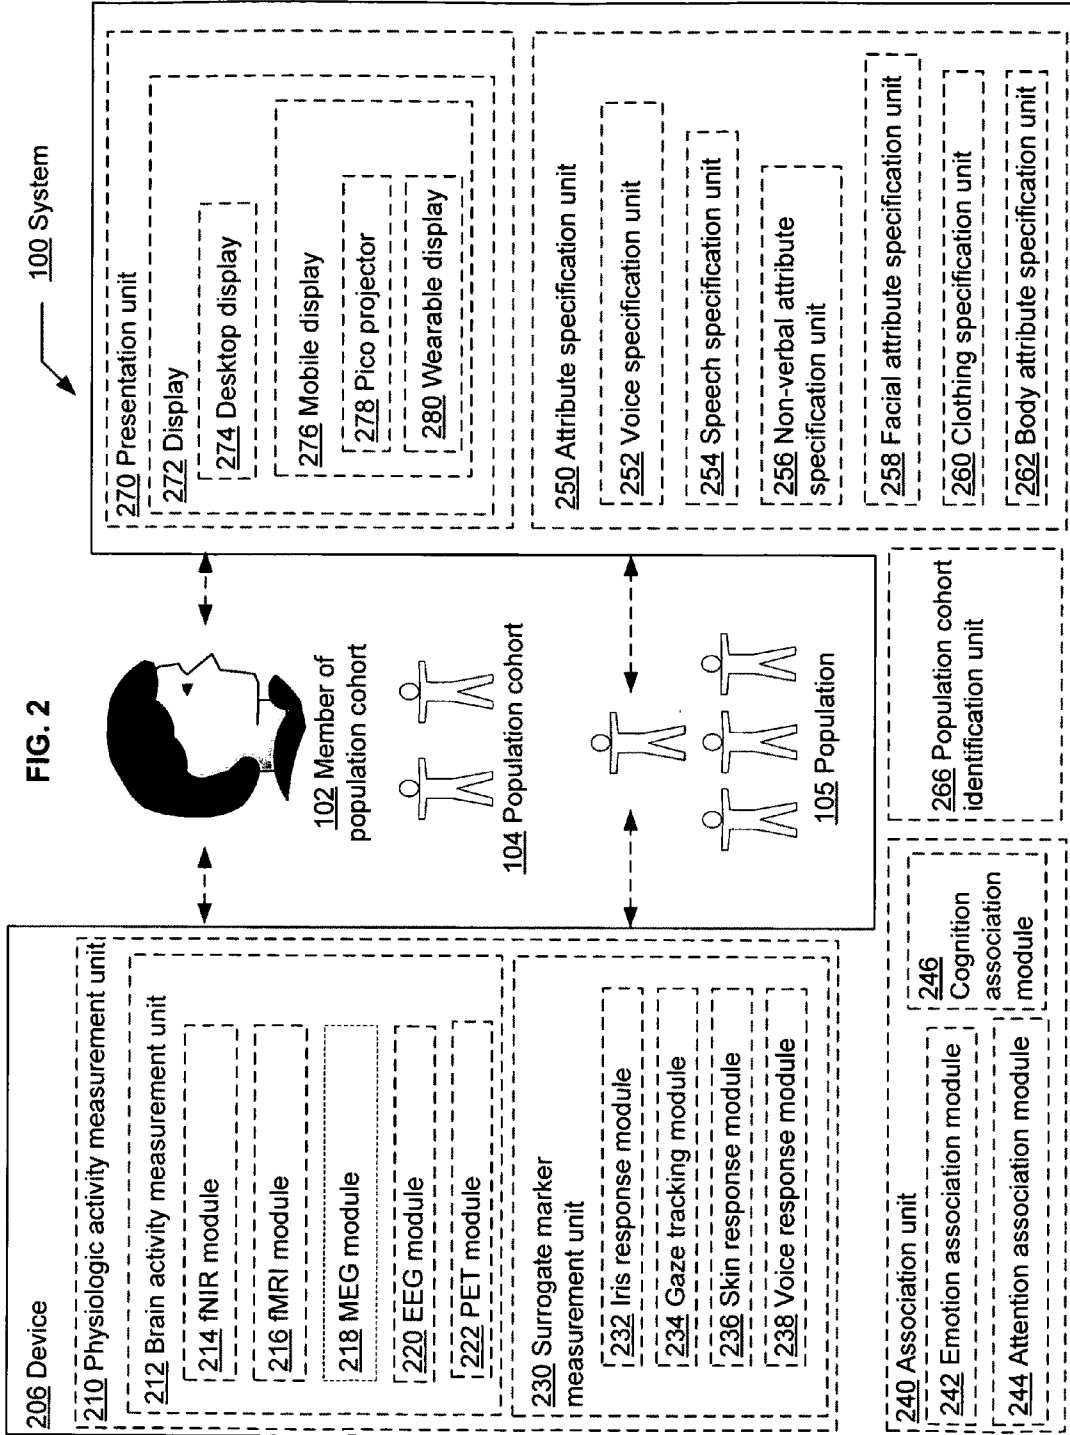 FIG. 2
100 System
206 Device
210 Physiologic activity measurement unit
212 Brain activity measurement unit
214 fNIR module
216 fMRI module
218 MEG module
220 EEG module
222 PET module
230 Surrogate marker
measurement unit
232 Iris response module
234 Gaze tracking module
236 Skin response module
238 Voice response module
240 Association unit
242 Emotion association module
244 Attention association module
246
Cognition
association
module
102 Member of
population cohort
104 Population cohort
105 Population
266 Population cohort
identification unit
270 Presentation unit
272 Display
274 Desktop display
276 Mobile display
278 Pico projector
280 Wearable display
250 Attribute specification unit
252 Voice specification unit
254 Speech specification unit
256 Non-verbal attribute
specification unit
258 Facial attribute specification unit
260 Clothing specification unit
262 Body attribute specification unit